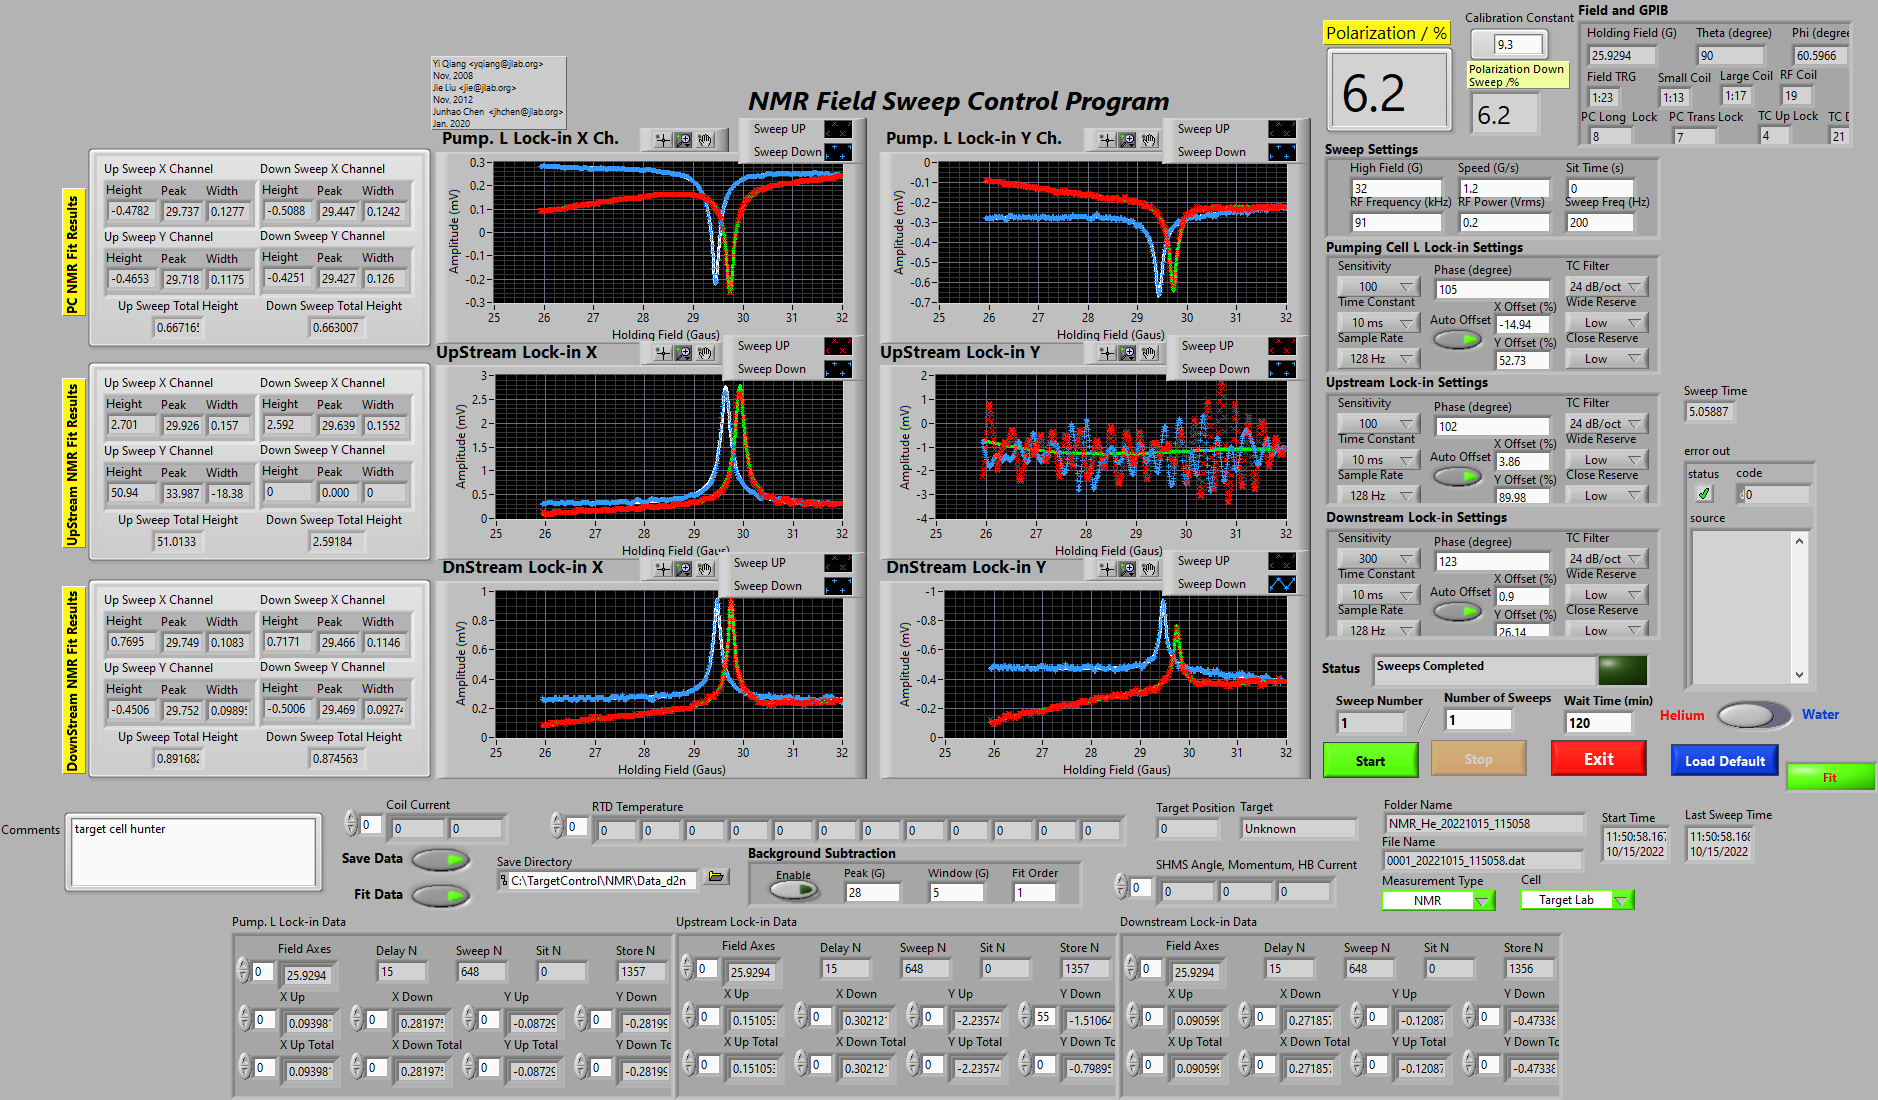 Polarization / %
6.2
Calibration Constant
9.3
Polarization Down
Sweep /%
6.2
Field and GPIB
Holding Field (G) Theta (degree) Phi (degree
25.9294 90 60.5966
Field TRG Small Coil Large Coil RF Coil
1:23 1:13 1:17 19
PC Long Lock PC Trans Lock TC Up Lock TC D
8 7 4 21
Yi Qiang <yqiang@jlab.org>
Nov, 2008
Jie Liu <jie@jlab.org>
Nov, 2012
Junhao Chen <jhchen@jlab.org>
Jan. 2020
NMR Field Sweep Control Program
PC NMR Fit Results
Up Sweep X Channel Down Sweep X Channel
Height Peak Width Height Peak Width
-0.4782 29.737 0.1277 -0.5088 29.447 0.1242
Up Sweep Y Channel Down Sweep Y Channel
Height Peak Width Height Peak Width
-0.4653 29.718 0.1175 -0.4251 29.427 0.126
Up Sweep Total Height Down Sweep Total Height
0.66716 0.663007
Pump. L Lock-in X Ch.
Sweep UP
Sweep Down
Amplitude (mV)
0.3
0.2
0.1
0
-0.1
-0.2
-0.3
25 26 27 28 29 30 31 32
Holding Field (Gaus)
Pump. L Lock-in Y Ch.
Sweep UP
Sweep Down
Amplitude (mV)
0
-0.1
-0.2
-0.3
-0.4
-0.5
-0.6
-0.7
25 26 27 28 29 30 31 32
Holding Field (Gaus)
UpStream NMR Fit Results
Up Sweep X Channel Down Sweep X Channel
Height Peak Width Height Peak Width
2.701 29.926 0.157 2.592 29.639 0.1552
Up Sweep Y Channel Down Sweep Y Channel
Height Peak Width Height Peak Width
50.94 33.987 -18.38 0 0.000 0
Up Sweep Total Height Down Sweep Total Height
51.0133 2.59184
UpStream Lock-in X
Sweep UP
Sweep Down
Amplitude (mV)
3
2.5
2
1.5
1
0.5
0
25 26 27 28 29 30 31 32
Holding Field (Gaus)
UpStream Lock-in Y
Sweep UP
Sweep Down
Amplitude (mV)
2
1
0
-1
-2
-3
-4
25 26 27 28 29 30 31 32
Holding Field (Gaus)
DownStream NMR Fit Results
Up Sweep X Channel Down Sweep X Channel
Height Peak Width Height Peak Width
0.7695 29.749 0.1083 0.7171 29.466 0.1146
Up Sweep Y Channel Down Sweep Y Channel
Height Peak Width Height Peak Width
-0.4506 29.752 0.0989 -0.5006 29.469 0.09274
Up Sweep Total Height Down Sweep Total Height
0.89168 0.874563
DnStream Lock-in X
Sweep UP
Sweep Down
Amplitude (mV)
1
0.8
0.6
0.4
0.2
0
25 26 27 28 29 30 31 32
Holding Field (Gaus)
DnStream Lock-in Y
Sweep UP
Sweep Down
Amplitude (mV)
-1
-0.8
-0.6
-0.4
-0.2
0
25 26 27 28 29 30 31 32
Holding Field (Gaus)
Sweep Settings
High Field (G) Speed (G/s) Sit Time (s)
32 1.2 0
RF Frequency (kHz) RF Power (Vrms) Sweep Freq (Hz)
91 0.2 200
Pumping Cell L Lock-in Settings
Sensitivity Phase (degree) TC Filter
100 105 24 dB/oct
Time Constant X Offset (%) Wide Reserve
10 ms Auto Offset -14.94 Low
Sample Rate Y Offset (%) Close Reserve
128 Hz 52.73 Low
Upstream Lock-in Settings
Sensitivity Phase (degree) TC Filter
100 102 24 dB/oct
Time Constant X Offset (%) Wide Reserve
10 ms Auto Offset 3.86 Low
Sample Rate Y Offset (%) Close Reserve
128 Hz 89.98 Low
Downstream Lock-in Settings
Sensitivity Phase (degree) TC Filter
300 123 24 dB/oct
Time Constant X Offset (%) Wide Reserve
10 ms Auto Offset 0.9 Low
Sample Rate Y Offset (%) Close Reserve
128 Hz 26.14 Low
Sweep Time
5.05887
error out
status code
0
source
Status Sweeps Completed
Sweep Number Number of Sweeps Wait Time (min)
1 / 1 120
Helium Water
Start Stop Exit Load Default Fit
Comments
target cell hunter
Coil Current
0 0 0
Save Data
Fit Data
RTD Temperature
0 0 0 0 0 0 0 0 0 0 0 0 0
Save Directory
C:\TargetControl\NMR\Data_d2n
Background Subtraction
Enable Peak (G) Window (G) Fit Order
28 5 1
Target Position Target
0 Unknown
SHMS Angle, Momentum, HB Current
0 0 0 0
Folder Name
NMR_He_20221015_115058
File Name
0001_20221015_115058.dat
Measurement Type Cell
NMR Target Lab
Start Time
11:50:58.167
10/15/2022
Last Sweep Time
11:50:58.168
10/15/2022
Pump. L Lock-in Data
Field Axes Delay N Sweep N Sit N Store N
0 25.9294 15 648 0 1357
X Up X Down Y Up Y Down
0 0.09398 0 0.28197 0 -0.08729 0 -0.28199
X Up Total X Down Total Y Up Total Y Down To
0 0.09398 0 0.28197 0 -0.08729 0 -0.28199
Upstream Lock-in Data
Field Axes Delay N Sweep N Sit N Store N
0 25.9294 15 648 0 1357
X Up X Down Y Up Y Down
0 0.15105 0 0.30212 0 -2.23574 55 -1.51064
X Up Total X Down Total Y Up Total Y Down Tc
0 0.15105 0 0.30212 0 -2.23574 0 -0.79895
Downstream Lock-in Data
Field Axes Delay N Sweep N Sit N Store N
0 25.9294 15 648 0 1356
X Up X Down Y Up Y Down
0 0.09059 0 0.27185 0 -0.12087 0 -0.47338
X Up Total X Down Total Y Up Total Y Down Tc
0 0.09059 0 0.27185 0 -0.12087 0 -0.47338